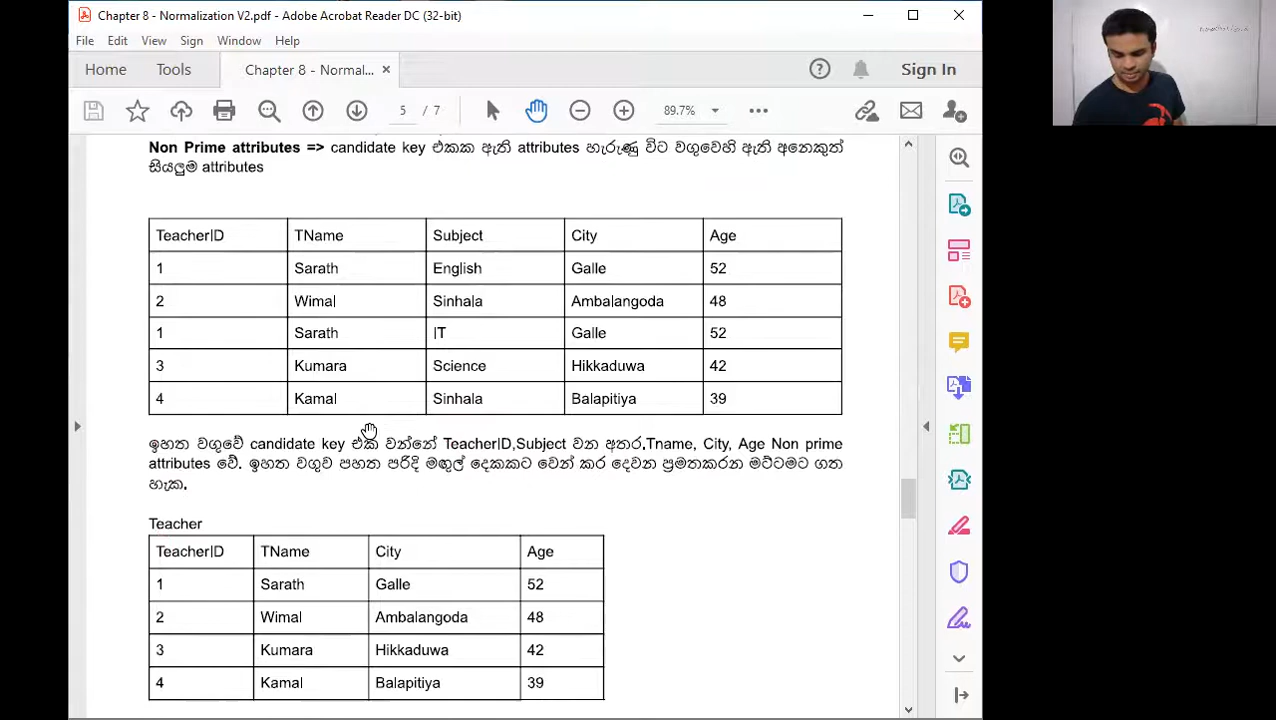 Chapter 8 - Normalization V2.pdf - Adobe Acrobat Reader DC (32-bit)
File Edit View Sign Window Help
Home Tools Chapter 8 - Normal... Sign In
5 / 7 89.7%
Non Prime attributes => candidate key එකක ඇති attributes හැරුණු විට වගුවෙහි ඇති අනෙකුත්
සියලුම attributes
TeacherID TName Subject City Age
1 Sarath English Galle 52
2 Wimal Sinhala Ambalangoda 48
1 Sarath IT Galle 52
3 Kumara Science Hikkaduwa 42
4 Kamal Sinhala Balapitiya 39
ඉහත වගුවේ candidate key එක වන්නේ TeacherID,Subject වන අතර,Tname, City, Age Non prime
attributes වේ. ඉහත වගුව පහත පරිදි මඟුල් දෙකකට වෙන් කර දෙවන ප්‍රමතකරන මට්ටමට ගත
හැක.
Teacher
TeacherID TName City Age
1 Sarath Galle 52
2 Wimal Ambalangoda 48
3 Kumara Hikkaduwa 42
4 Kamal Balapitiya 39